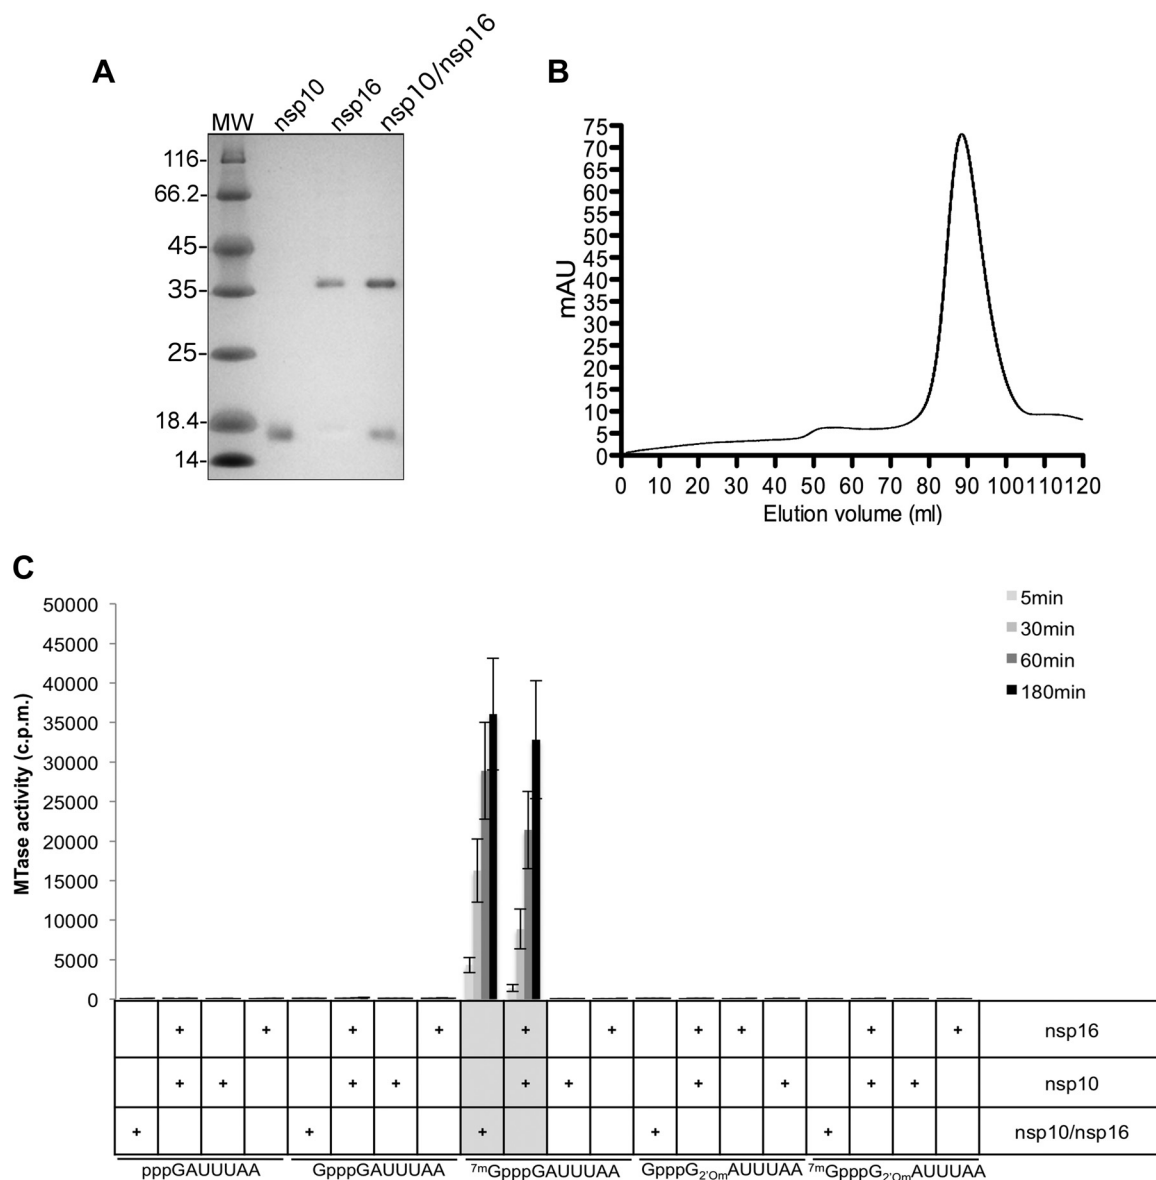 A
MW nsp10 nsp16 nsp10/nsp16
116-
66.2-
45-
35-
25-
18.4-
14-
B
75
70
65
60
55
50
45
40
35
30
25
20
15
10
5
0
mAU
0 10 20 30 40 50 60 70 80 90 100 110 120
Elution volume (ml)
C
5min
30min
60min
180min
50000
45000
40000
35000
30000
25000
20000
15000
10000
5000
0
MTase activity (c.p.m.)
+ + + + + + + + + + nsp16
+ + + + + + + + + + nsp10
+ + + + + nsp10/nsp16
pppGAUUUAA GpppGAUUUAA ⁷ᵐGpppGAUUUAA GpppG₂'OmAUUUAA ⁷ᵐGpppG₂'OmAUUUAA